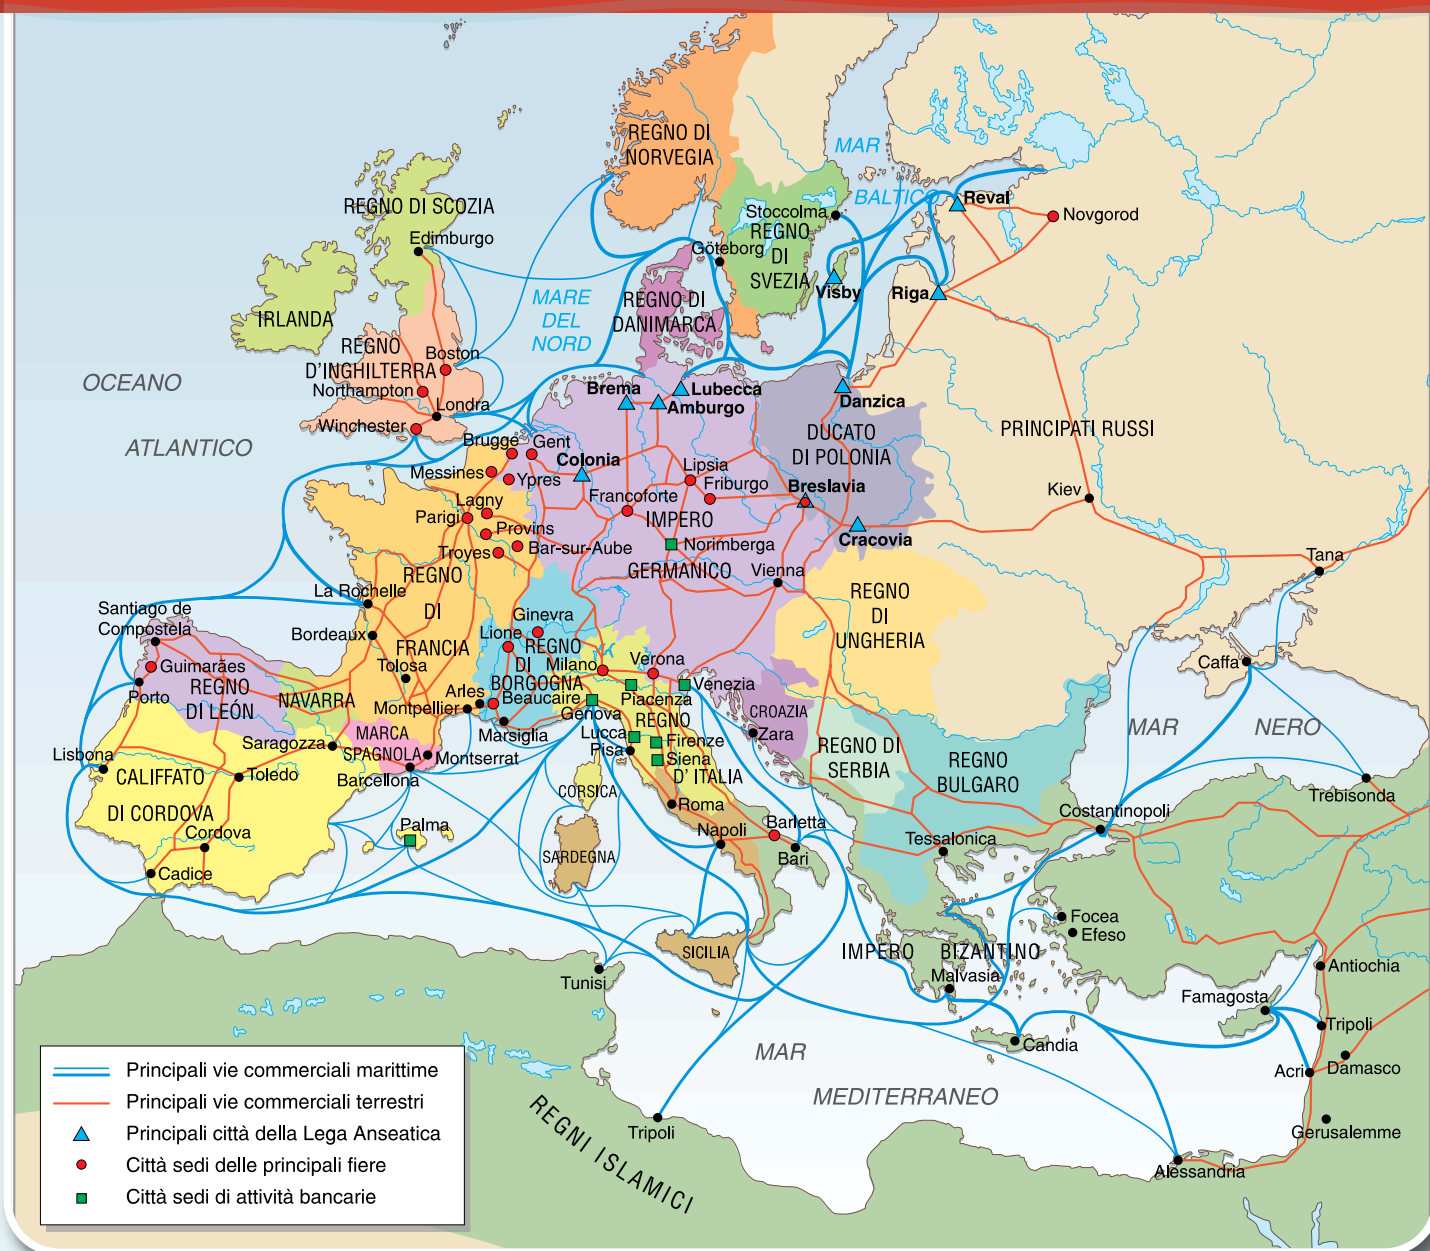 REGNO DI
NORVEGIA
MAR
BALTICO
Reval
Novgorod
Stoccolma
REGNO
DI
SVEZIA
Göteborg
Visby
Riga
REGNO DI SCOZIA
Edimburgo
IRLANDA
MARE
DEL
NORD
REGNO DI
DANIMARCA
REGNO
D'INGHILTERRA
Boston
Northampton
Londra
Winchester
OCEANO
ATLANTICO
Brema
Lubecca
Amburgo
Danzica
DUCATO
DI POLONIA
PRINCIPATI RUSSI
Brugge
Gent
Colonia
Messines
Ypres
Lipsia
Friburgo
Breslavia
Kiev
Lagny
Parigi
Francoforte
IMPERO
Provins
Cracovia
Troyes
Bar-sur-Aube
Norimberga
GERMANICO
Vienna
Tana
REGNO
DI
FRANCIA
La Rochelle
REGNO
DI
UNGHERIA
Santiago de
Compostela
Bordeaux
Ginevra
Lione
REGNO
DI
BORGOGNA
Milano
Verona
Caffa
Guimarães
Tolosa
Porto
REGNO
DI LEÓN
NAVARRA
Arles
Montpellier
Beaucaire
Piacenza
Venezia
Genova
REGNO
D' ITALIA
CROAZIA
Marsiglia
MARCA
SPAGNOLA
Lucca
Pisa
Firenze
Siena
Zara
MAR NERO
Saragozza
Montserrat
Barcellona
REGNO DI
SERBIA
REGNO
BULGARO
Lisbona
CALIFFATO
DI CORDOVA
Toledo
CORSICA
Roma
Trebisonda
Costantinopoli
Cordova
Palma
Napoli
Barletta
Bari
Tessalonica
Cadice
SARDEGNA
Focea
Efeso
SICILIA
IMPERO BIZANTINO
Malvasia
Antiochia
Tunisi
Famagosta
Tripoli
Candia
Damasco
Acri
MAR
MEDITERRANEO
Tripoli
Gerusalemme
Alessandria
REGNI ISLAMICI
Principali vie commerciali marittime
Principali vie commerciali terrestri
Principali città della Lega Anseatica
Città sedi delle principali fiere
Città sedi di attività bancarie